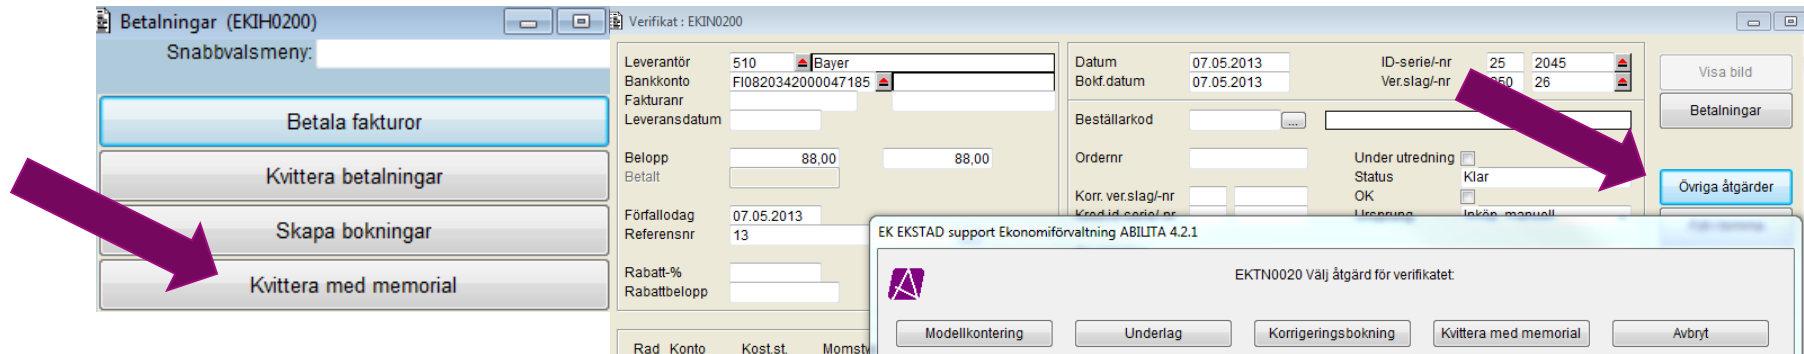 Betalningar (EKIH0200)
Snabbvalsmeny:
Betala fakturor
Kvittera betalningar
Skapa bokningar
Kvittera med memorial
Verifikat : EKIN0200
Leverantör 510 Bayer
Bankkonto FI0820342000047185
Fakturanr
Leveransdatum
Belopp 88,00 88,00
Betalt
Förfallodag 07.05.2013
Referensnr 13
Rabatt-%
Rabattbelopp
Rad Konto Kost.st.
Datum 07.05.2013 ID-serie/-nr 25 2045
Bokf.datum 07.05.2013 Ver.slag/-nr 26
Beställarkod ...
Ordernr Under utredning
Status Klar
Korr. ver.slag/-nr OK
Visa bild
Betalningar
Övriga åtgärder
EK EKSTAD support Ekonomiförvaltning ABILITA 4.2.1
EKTN0020 Välj åtgärd för verifikatet:
Modellkontering Underlag Korrigeringsbokning Kvittera med memorial Avbryt